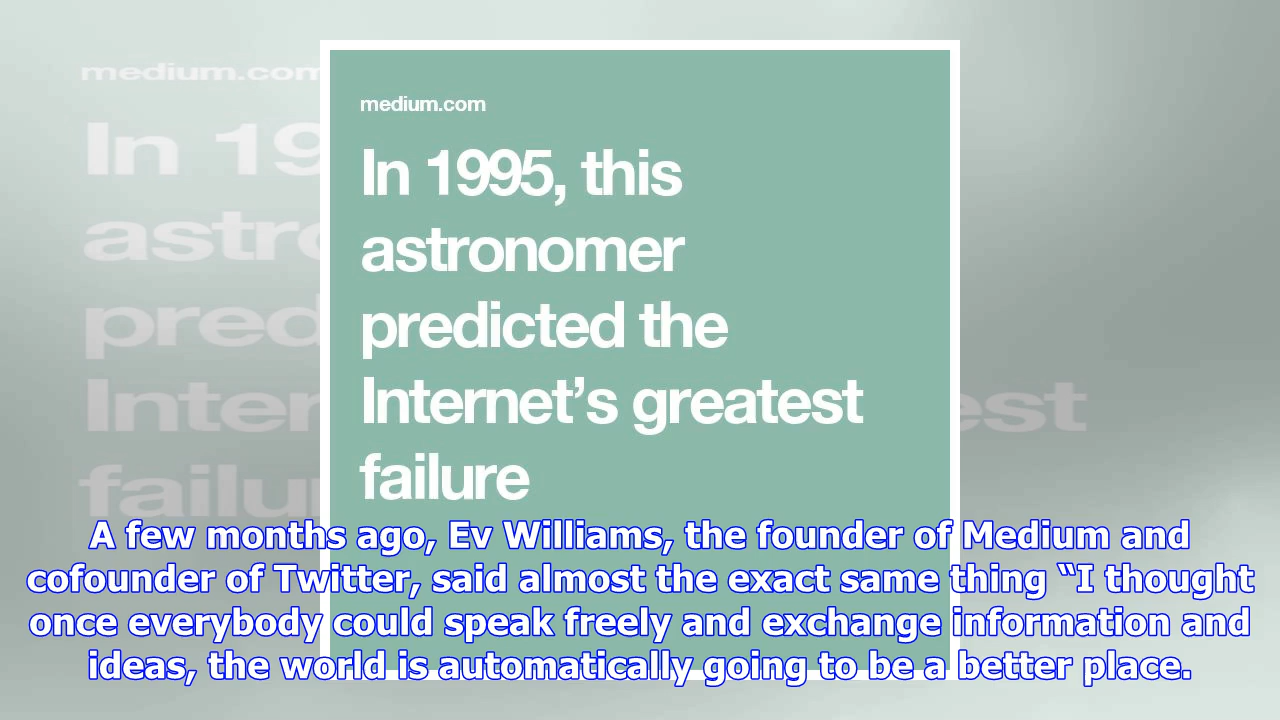 medium.com
In 1995, this
astronomer
predicted the
Internet’s greatest
failure
A few months ago, Ev Williams, the founder of Medium and
cofounder of Twitter, said almost the exact same thing “I thought
once everybody could speak freely and exchange information and
ideas, the world is automatically going to be a better place.